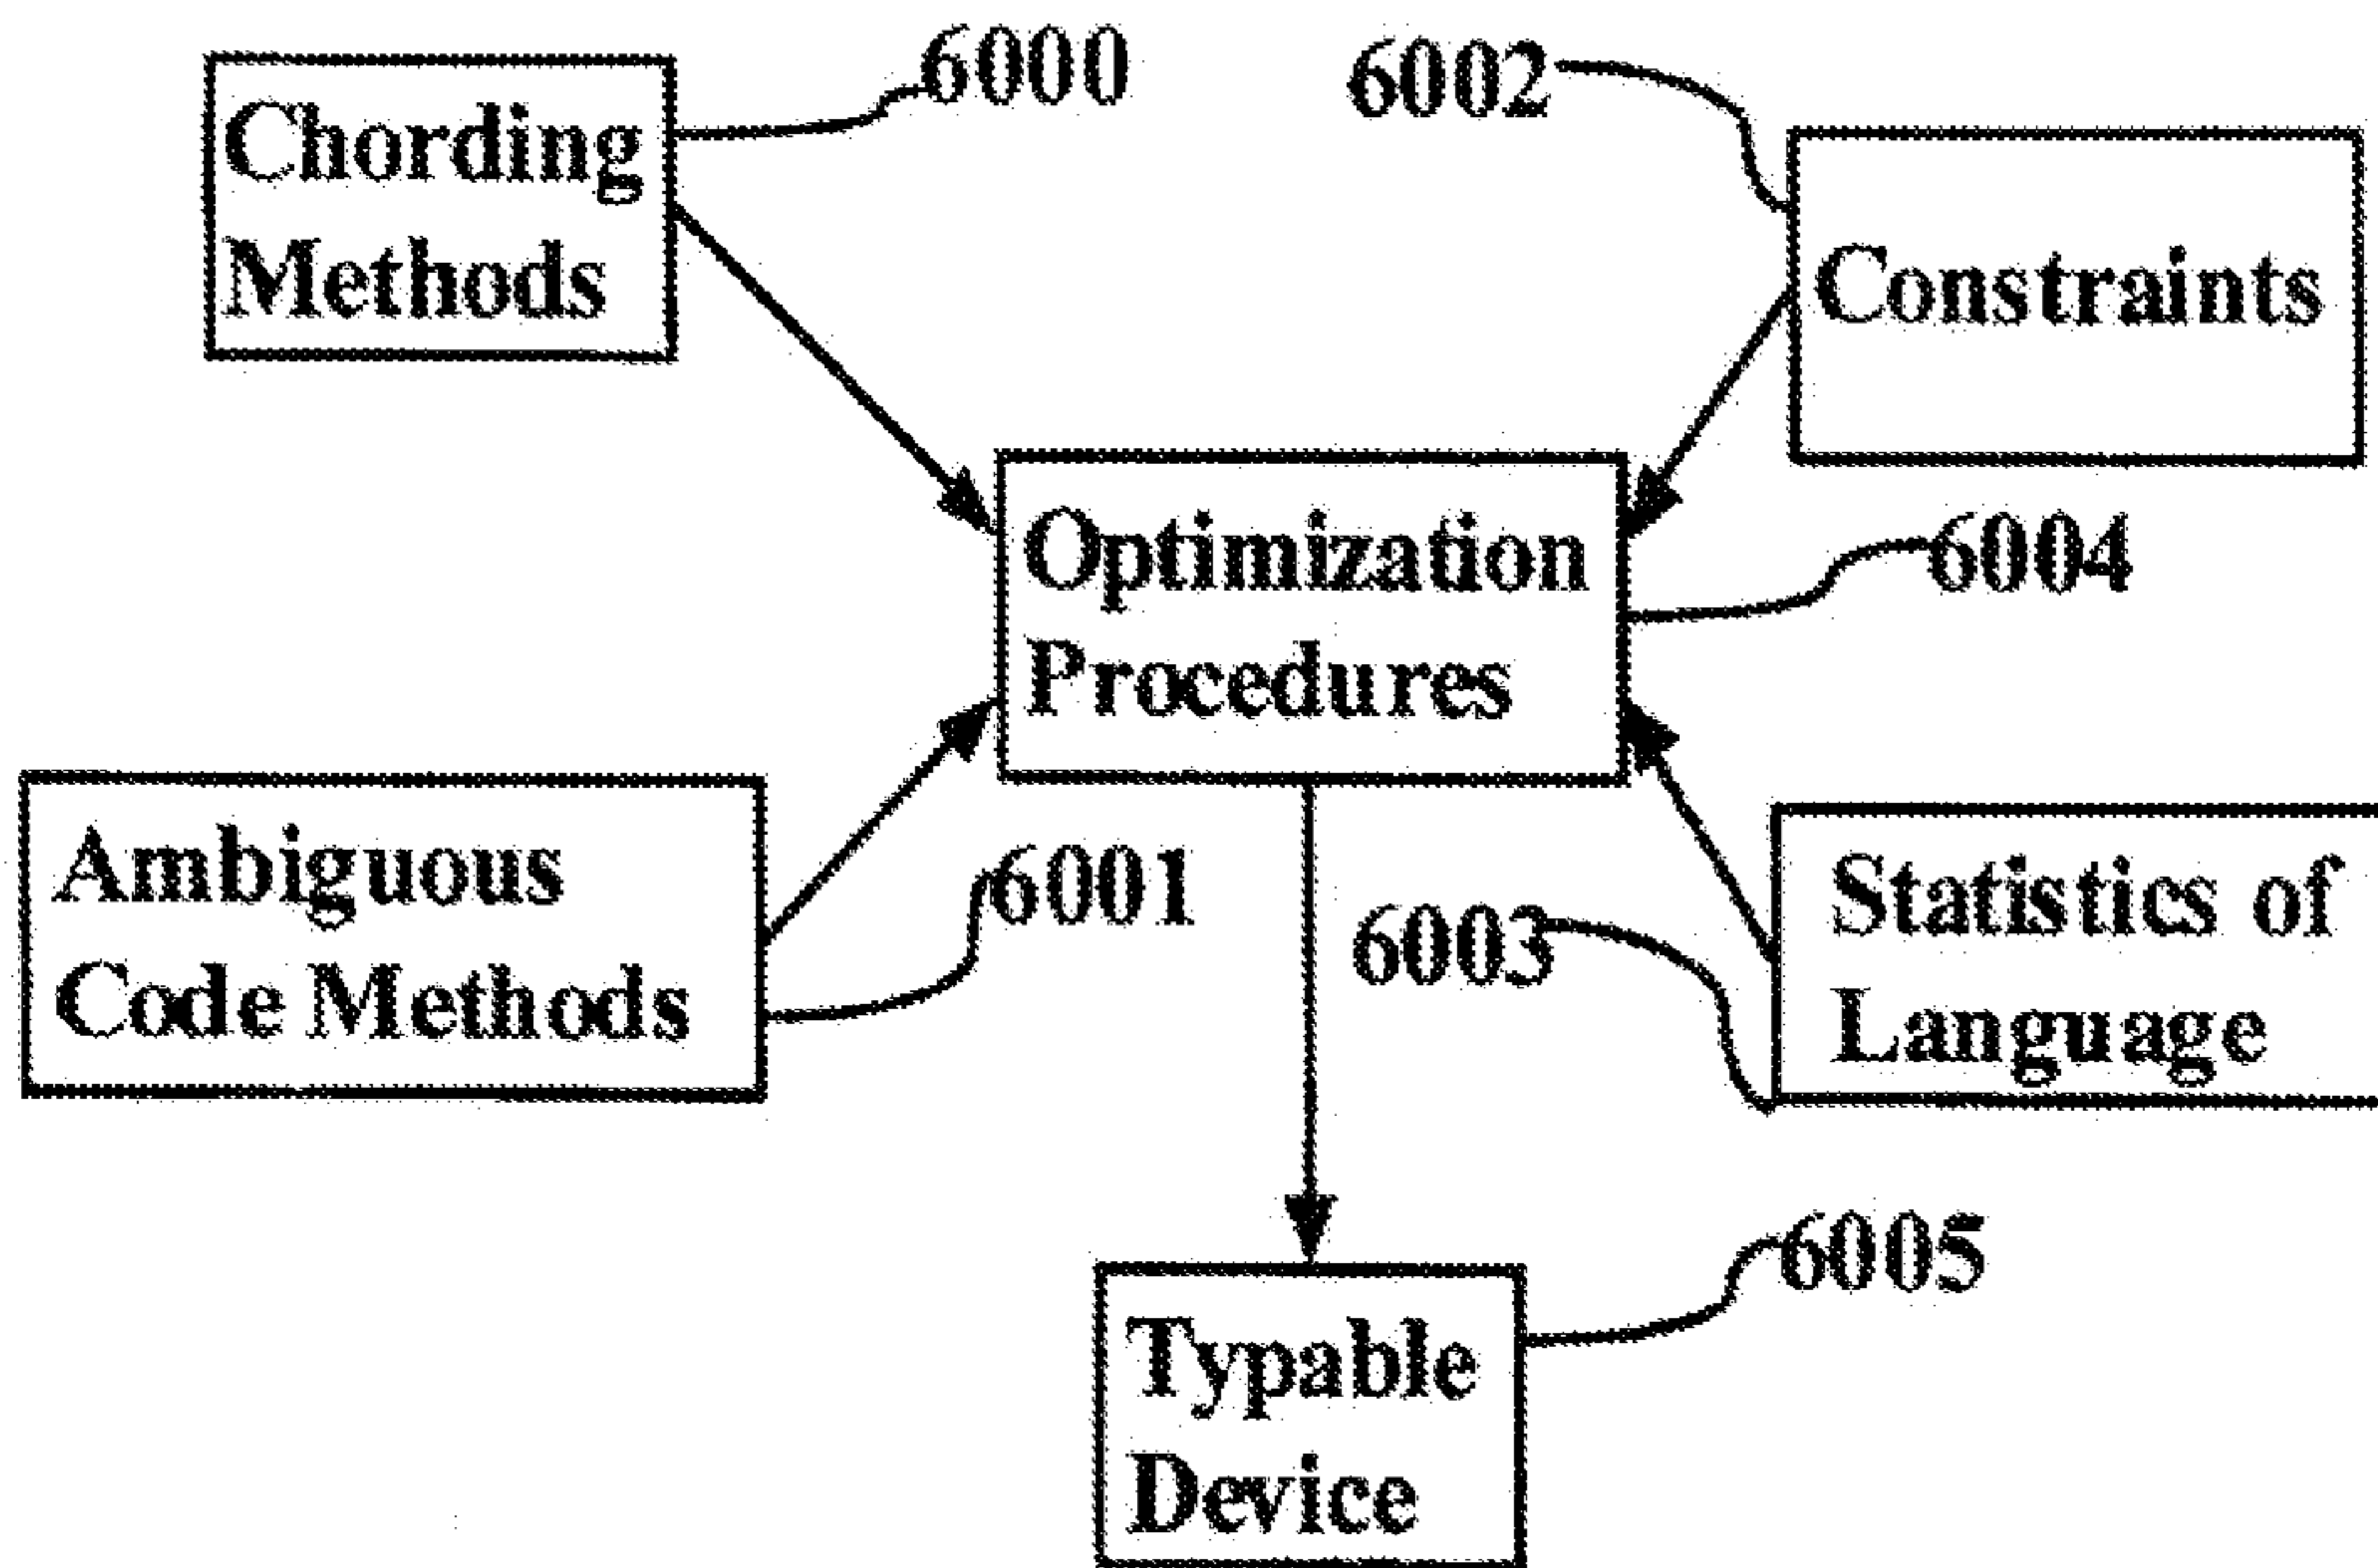 6000
6002
Chording
Methods
Constraints
Optimization
Procedures
6004
Ambiguous
Code Methods
6001
6003
Statistics of
Language
6005
Typable
Device